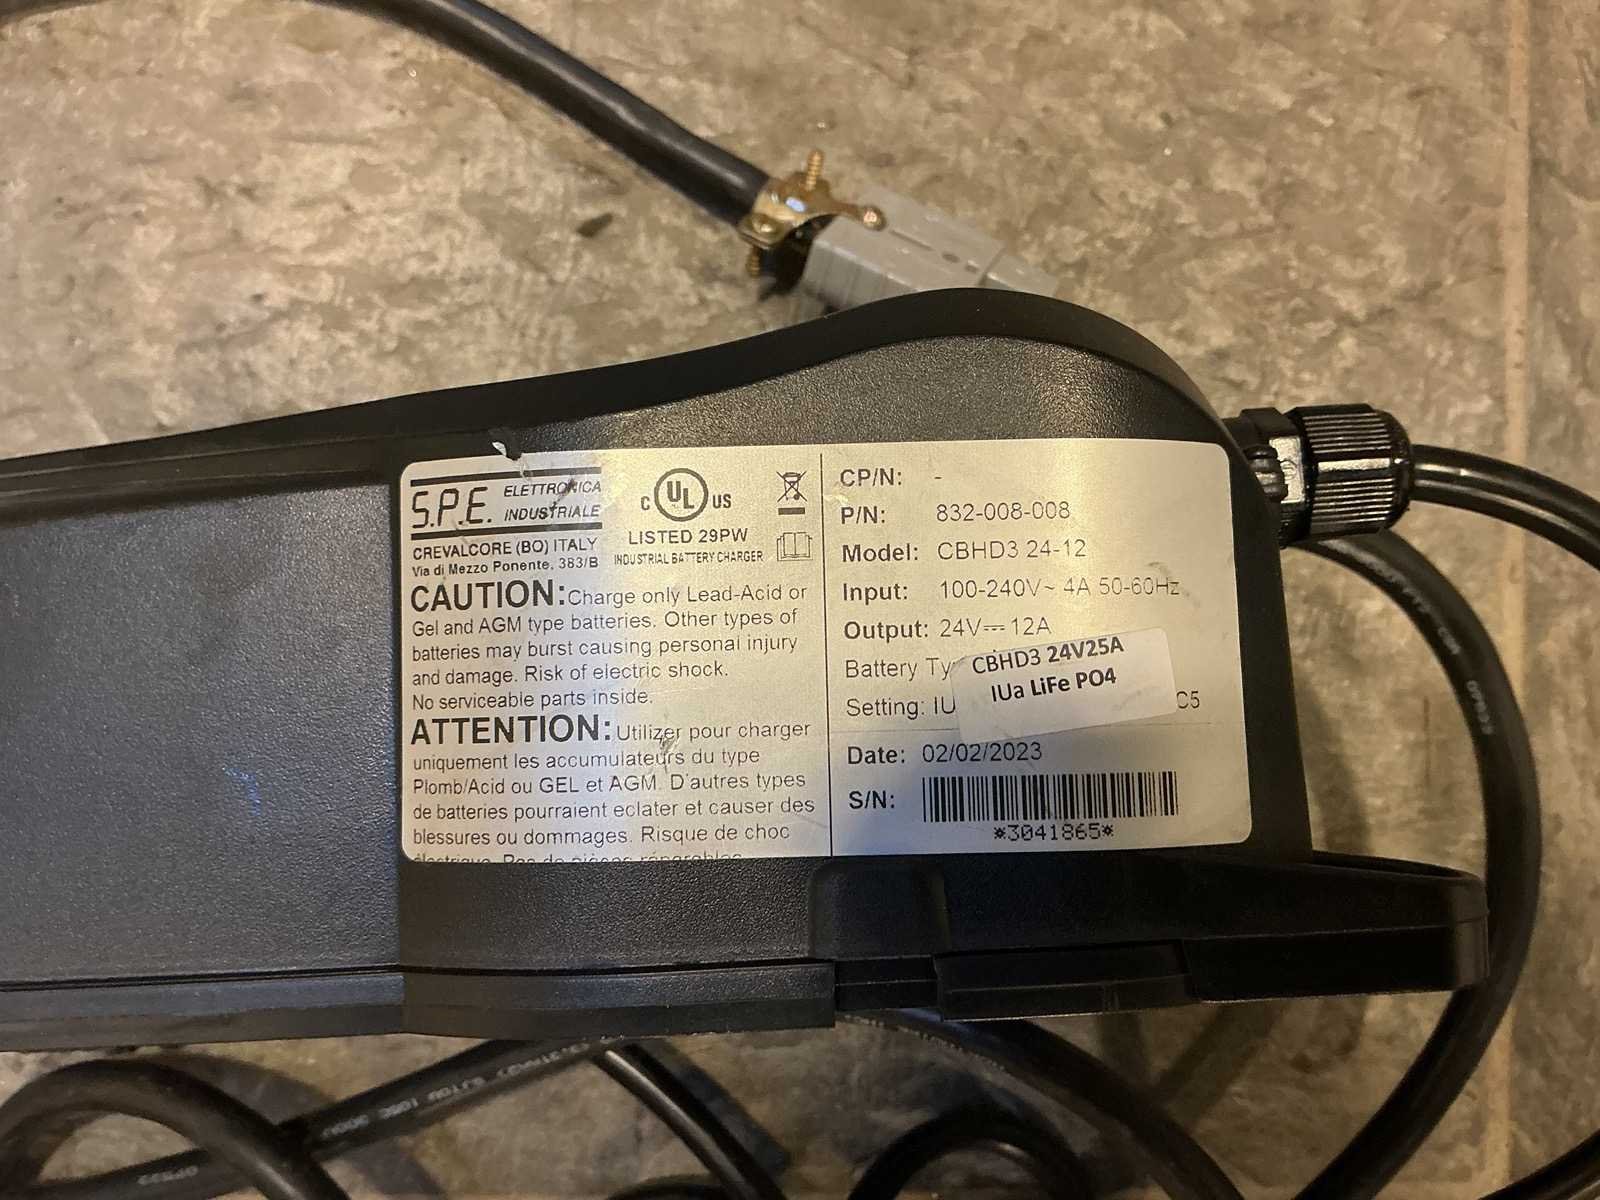 S.P.E. ELETTRONICA
INDUSTRIALE
CREVALCORE (BO) ITALY
Via di Mezzo Ponente, 383/B
C UL US
LISTED 29PW
INDUSTRIAL BATTERY CHARGER
CAUTION: Charge only Lead-Acid or
Gel and AGM type batteries. Other types of
batteries may burst causing personal injury
and damage. Risk of electric shock.
No serviceable parts inside.
ATTENTION: Utilizer pour charger
uniquement les accumulateurs du type
Plomb/Acid ou GEL et AGM. D'autres types
de batteries pourraient eclater et causer des
blessures ou dommages. Risque de choc
électrique. Pas de pièces réparables
CP/N: -
P/N: 832-008-008
Model: CBHD3 24-12
Input: 100-240V~ 4A 50-60Hz
Output: 24V⎓12A
Battery Ty
Setting: IU C5
CBHD3 24V25A
IUa LiFe PO4
Date: 02/02/2023
S/N:
*3041865*